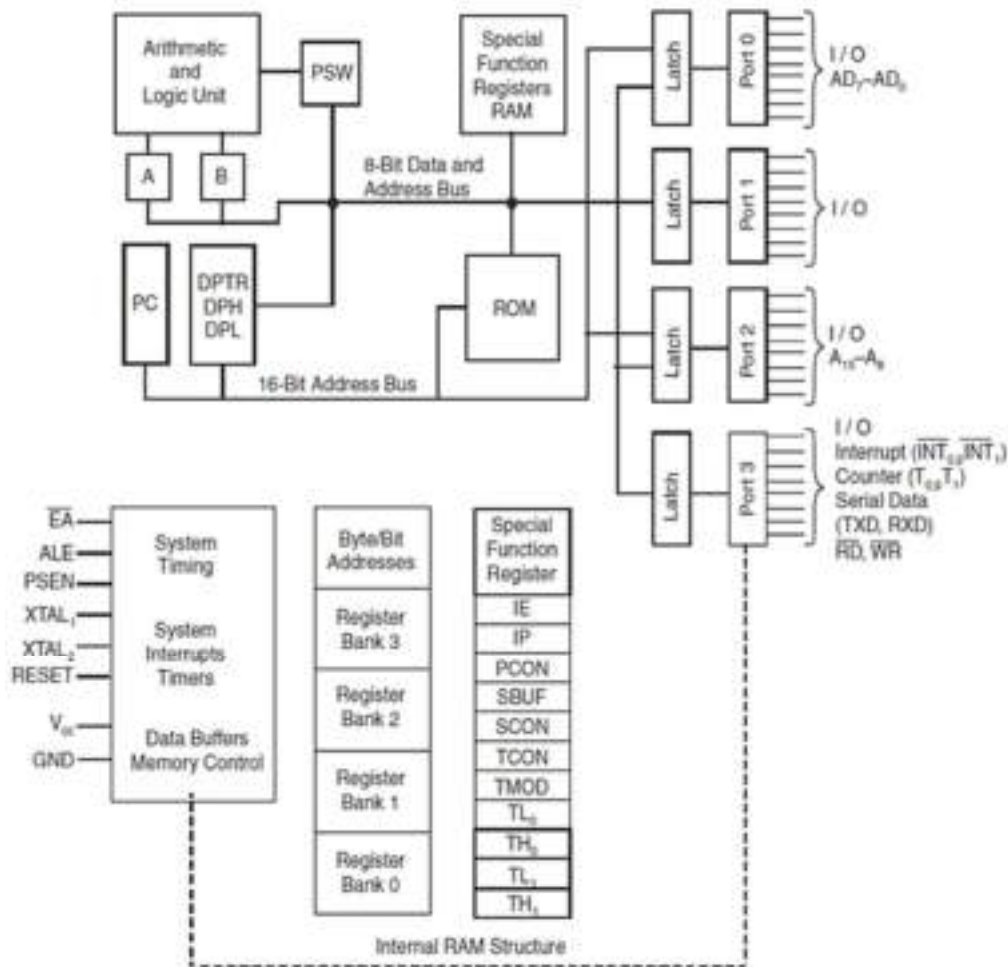 Arithmetic
and
Logic Unit
PSW
A
B
Special
Function
Registers
RAM
8-Bit Data and
Address Bus
PC
DPTR
DPH
DPL
ROM
16-Bit Address Bus
Latch
Port 0
I / O
AD₇–AD₀
Latch
Port 1
I / O
Latch
Port 2
I / O
A₁₅–A₈
Latch
Port 3
I / O
Interrupt (INT₀,INT₁)
Counter (T₀,T₁)
Serial Data
(TXD, RXD)
RD, WR
EA
ALE
PSEN
XTAL₁
XTAL₂
RESET
Vcc
GND
System
Timing
System
Interrupts
Timers
Data Buffers
Memory Control
Byte/Bit
Addresses
Register
Bank 3
Register
Bank 2
Register
Bank 1
Register
Bank 0
Special
Function
Register
IE
IP
PCON
SBUF
SCON
TCON
TMOD
TL₀
TH₀
TL₁
TH₁
Internal RAM Structure